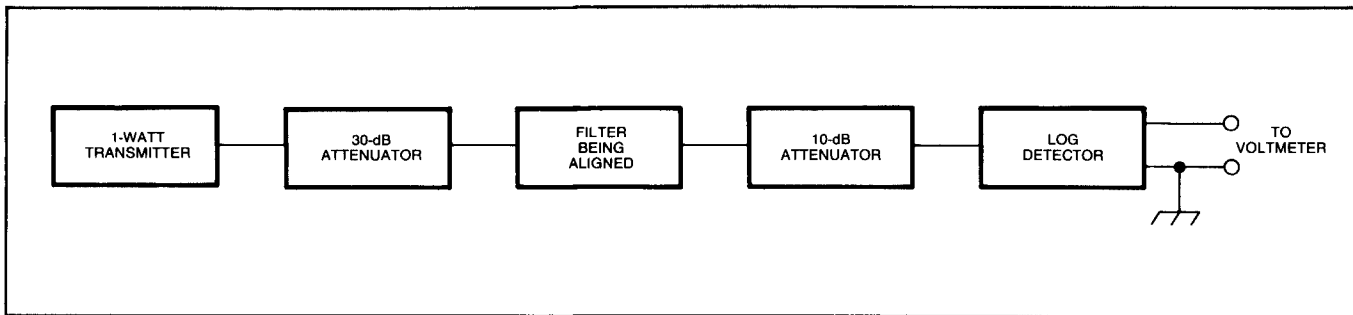 1-WATT
TRANSMITTER
30-dB
ATTENUATOR
FILTER
BEING
ALIGNED
10-dB
ATTENUATOR
LOG
DETECTOR
TO
VOLTMETER